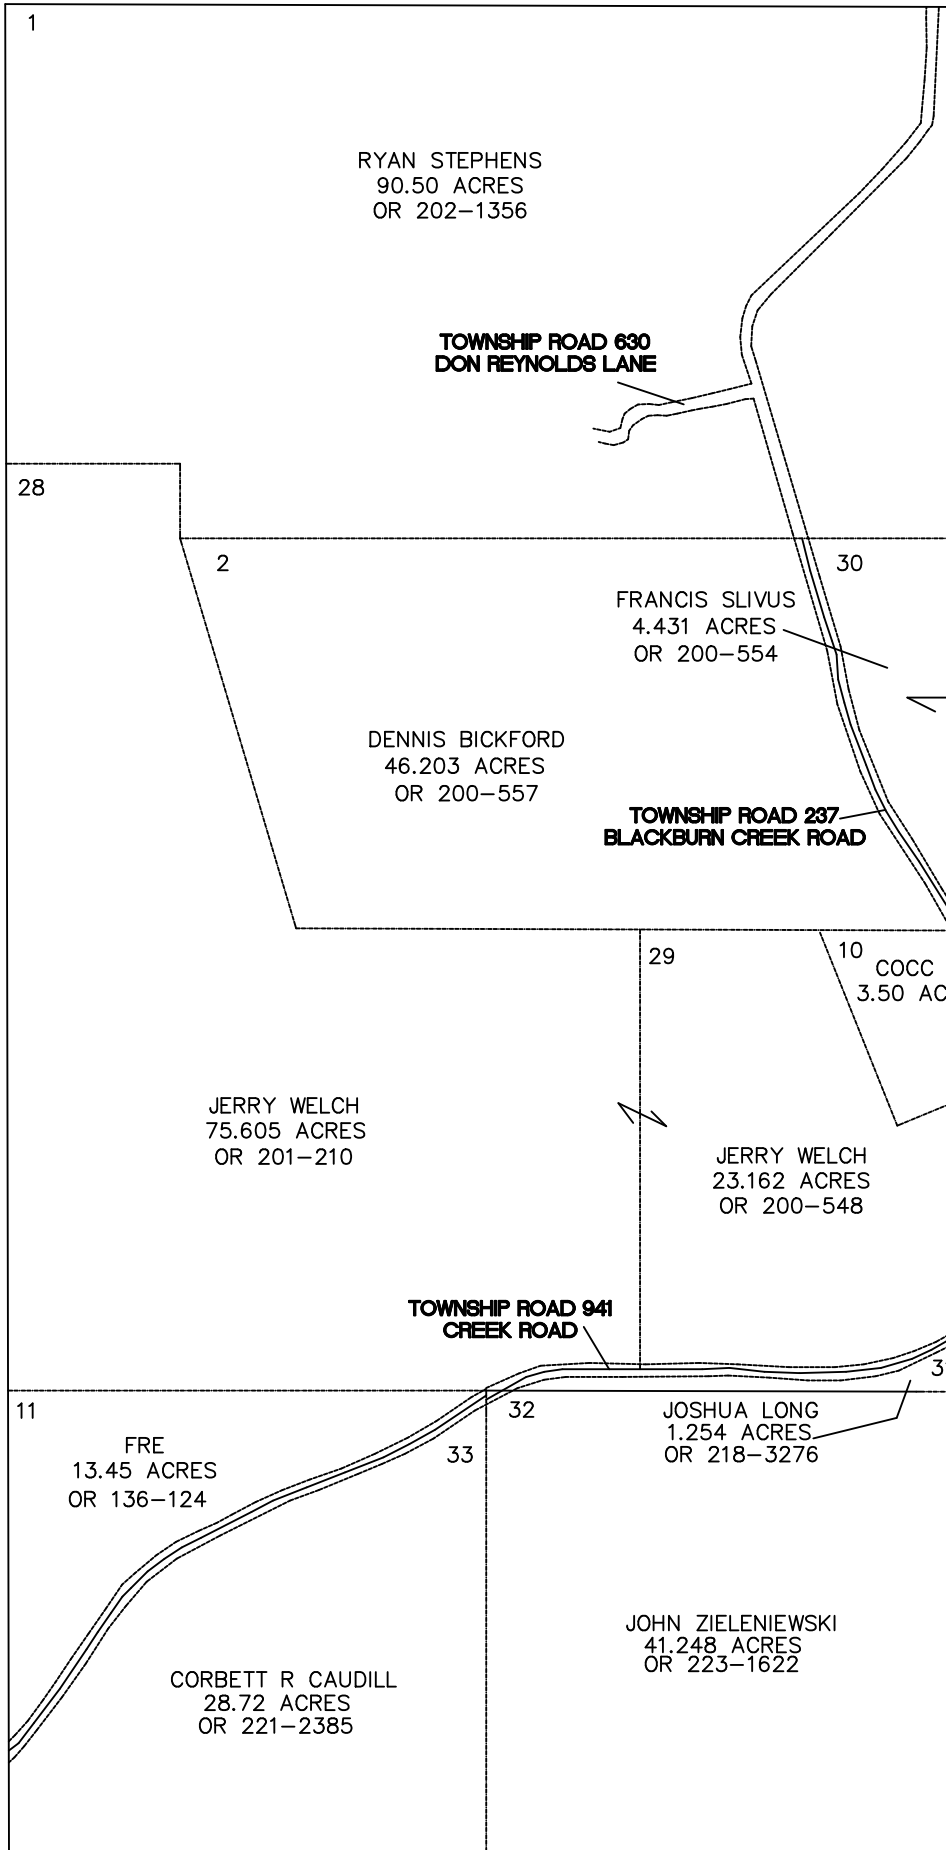 1
RYAN STEPHENS
90.50 ACRES
OR 202-1356
TOWNSHIP ROAD 630
DON REYNOLDS LANE
28
2
30
FRANCIS SLIVUS
4.431 ACRES
OR 200-554
DENNIS BICKFORD
46.203 ACRES
OR 200-557
TOWNSHIP ROAD 237
BLACKBURN CREEK ROAD
29
10
COCC
3.50 AC
JERRY WELCH
75.605 ACRES
OR 201-210
JERRY WELCH
23.162 ACRES
OR 200-548
TOWNSHIP ROAD 941
CREEK ROAD
11
32
JOSHUA LONG
1.254 ACRES
OR 218-3276
33
FRE
13.45 ACRES
OR 136-124
JOHN ZIELENIEWSKI
41.248 ACRES
OR 223-1622
CORBETT R CAUDILL
28.72 ACRES
OR 221-2385